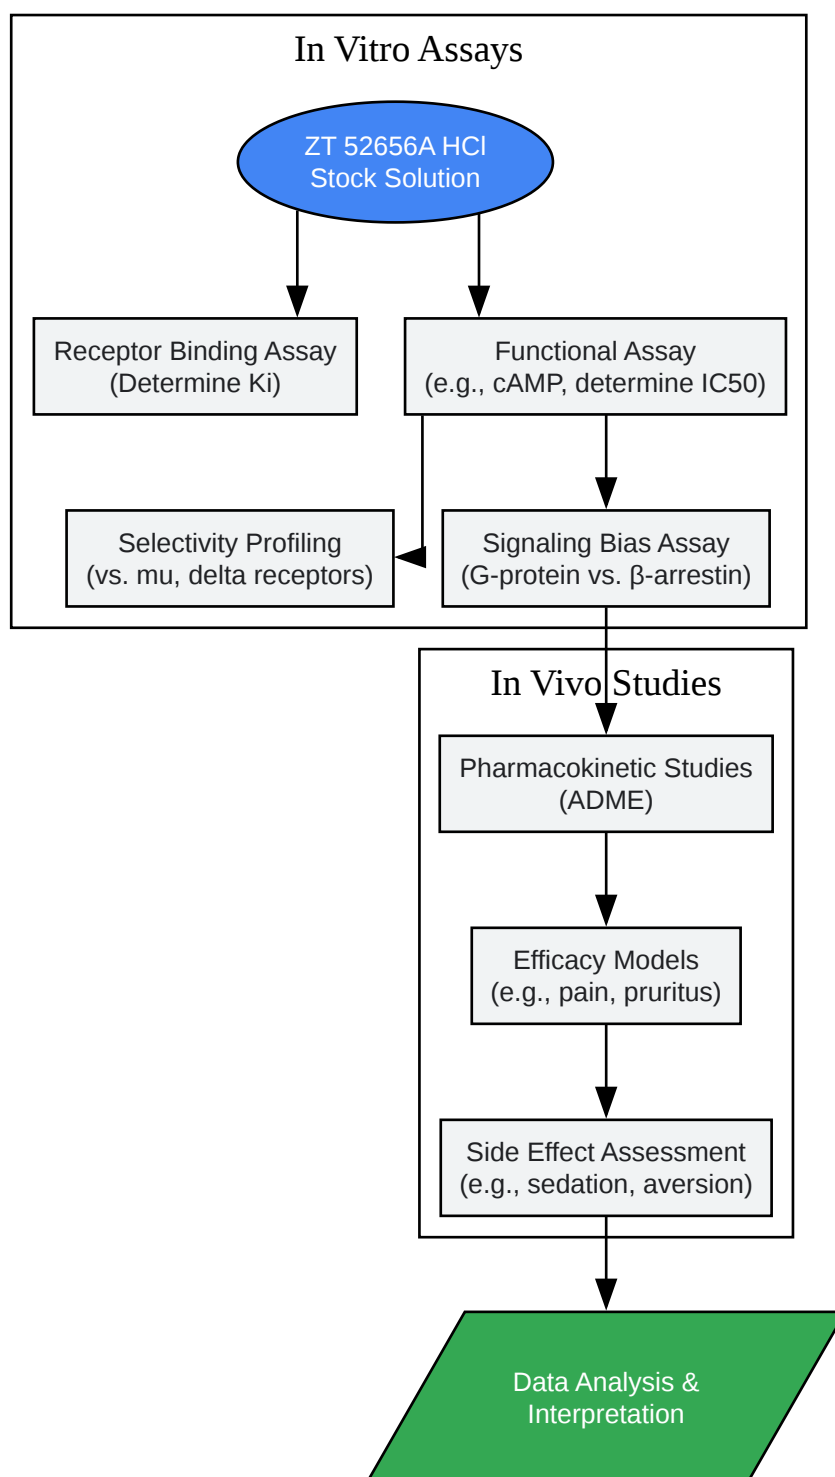 In Vitro Assays
ZT 52656A HCl
Stock Solution
Receptor Binding Assay
(Determine Ki)
Functional Assay
(e.g., cAMP, determine IC50)
Selectivity Profiling
(vs. mu, delta receptors)
Signaling Bias Assay
(G-protein vs. β-arrestin)
In Vivo Studies
Pharmacokinetic Studies
(ADME)
Efficacy Models
(e.g., pain, pruritus)
Side Effect Assessment
(e.g., sedation, aversion)
Data Analysis &
Interpretation